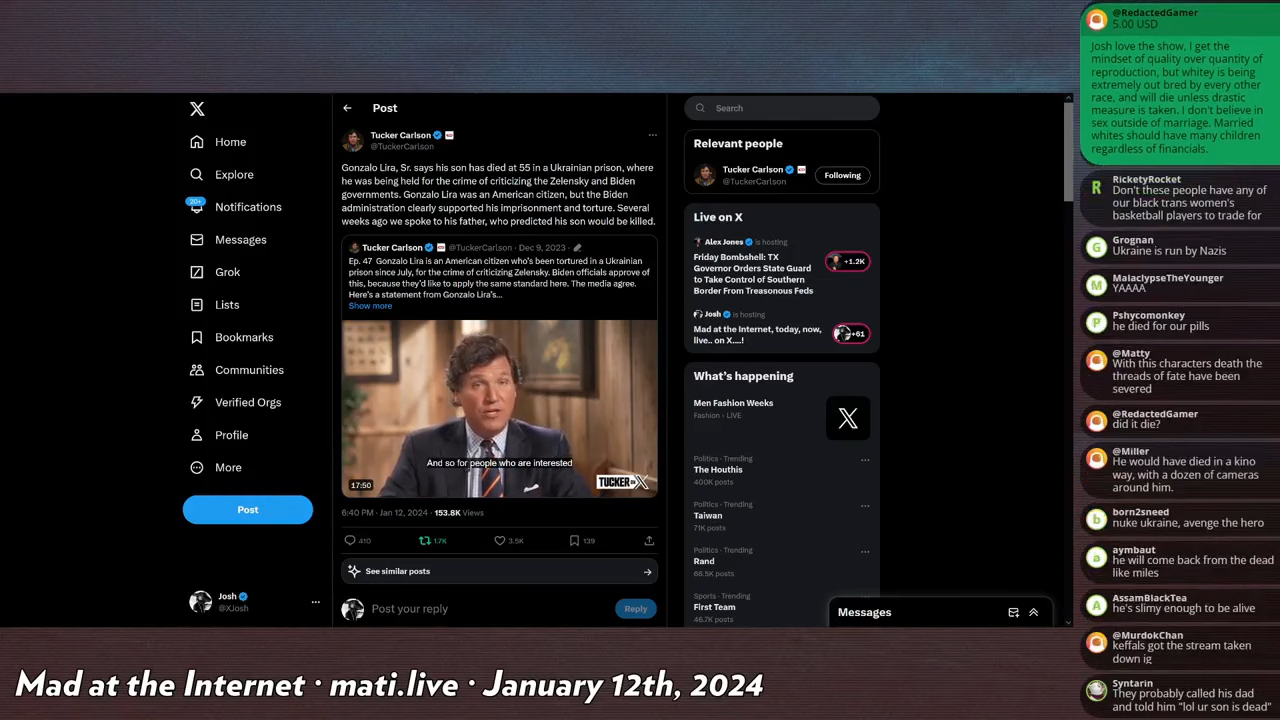 Home
Explore
20+
Notifications
Messages
Grok
Lists
Bookmarks
Communities
Verified Orgs
Profile
More
Post
Josh
@XJosh
Post
Tucker Carlson
@TuckerCarlson
Gonzalo Lira, Sr. says his son has died at 55 in a Ukrainian prison, where
he was being held for the crime of criticizing the Zelensky and Biden
governments. Gonzalo Lira was an American citizen, but the Biden
administration clearly supported his imprisonment and torture. Several
weeks ago we spoke to his father, who predicted his son would be killed.
Tucker Carlson @TuckerCarlson · Dec 9, 2023 ·
Ep. 47 Gonzalo Lira is an American citizen who's been tortured in a Ukrainian
prison since July, for the crime of criticizing Zelensky. Biden officials approve of
this, because they'd like to apply the same standard here. The media agree.
Here's a statement from Gonzalo Lira's...
Show more
And so for people who are interested
17:50
TUCKER ON X
6:40 PM · Jan 12, 2024 · 153.8K Views
410
1.7K
3.5K
139
See similar posts
Post your reply
Reply
Search
Relevant people
Tucker Carlson
@TuckerCarlson
Following
Live on X
Alex Jones is hosting
Friday Bombshell: TX
Governor Orders State Guard
to Take Control of Southern
Border From Treasonous Feds
+1.2K
Josh is hosting
Mad at the Internet, today, now,
live.. on X....!
+61
What's happening
Men Fashion Weeks
Fashion · LIVE
Politics · Trending
The Houthis
400K posts
Politics · Trending
Taiwan
71K posts
Politics · Trending
Rand
66.5K posts
Sports · Trending
First Team
46.7K posts
Messages
@RedactedGamer
5.00 USD
Josh love the show, I get the
mindset of quality over quantity of
reproduction, but whitey is being
extremely out bred by every other
race, and will die unless drastic
measure is taken. I don't believe in
sex outside of marriage. Married
whites should have many children
regardless of financials.
RicketyRocket
Don't these people have any of
our black trans women's
basketball players to trade for
Grognan
Ukraine is run by Nazis
MalaclypseTheYounger
YAAAA
Pshycomonkey
he died for our pills
@Matty
With this characters death the
threads of fate have been
severed
@RedactedGamer
did it die?
@Miller
He would have died in a kino
way, with a dozen of cameras
around him.
born2sneed
nuke ukraine, avenge the hero
aymbaut
he will come back from the dead
like miles
AssamBlackTea
he's slimy enough to be alive
@MurdokChan
keffals got the stream taken
down ig
Syntarin
They probably called his dad
and told him "lol ur son is dead"
Mad at the Internet · mati live · January 12th, 2024